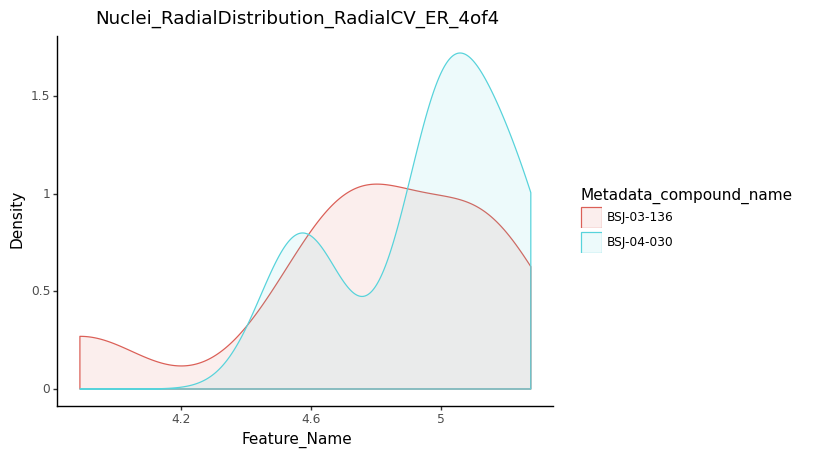 Nuclei_RadialDistribution_RadialCV_ER_4of4
Density
1.5
1
0.5
0
4.2
4.6
5
Feature_Name
Metadata_compound_name
BSJ-03-136
BSJ-04-030